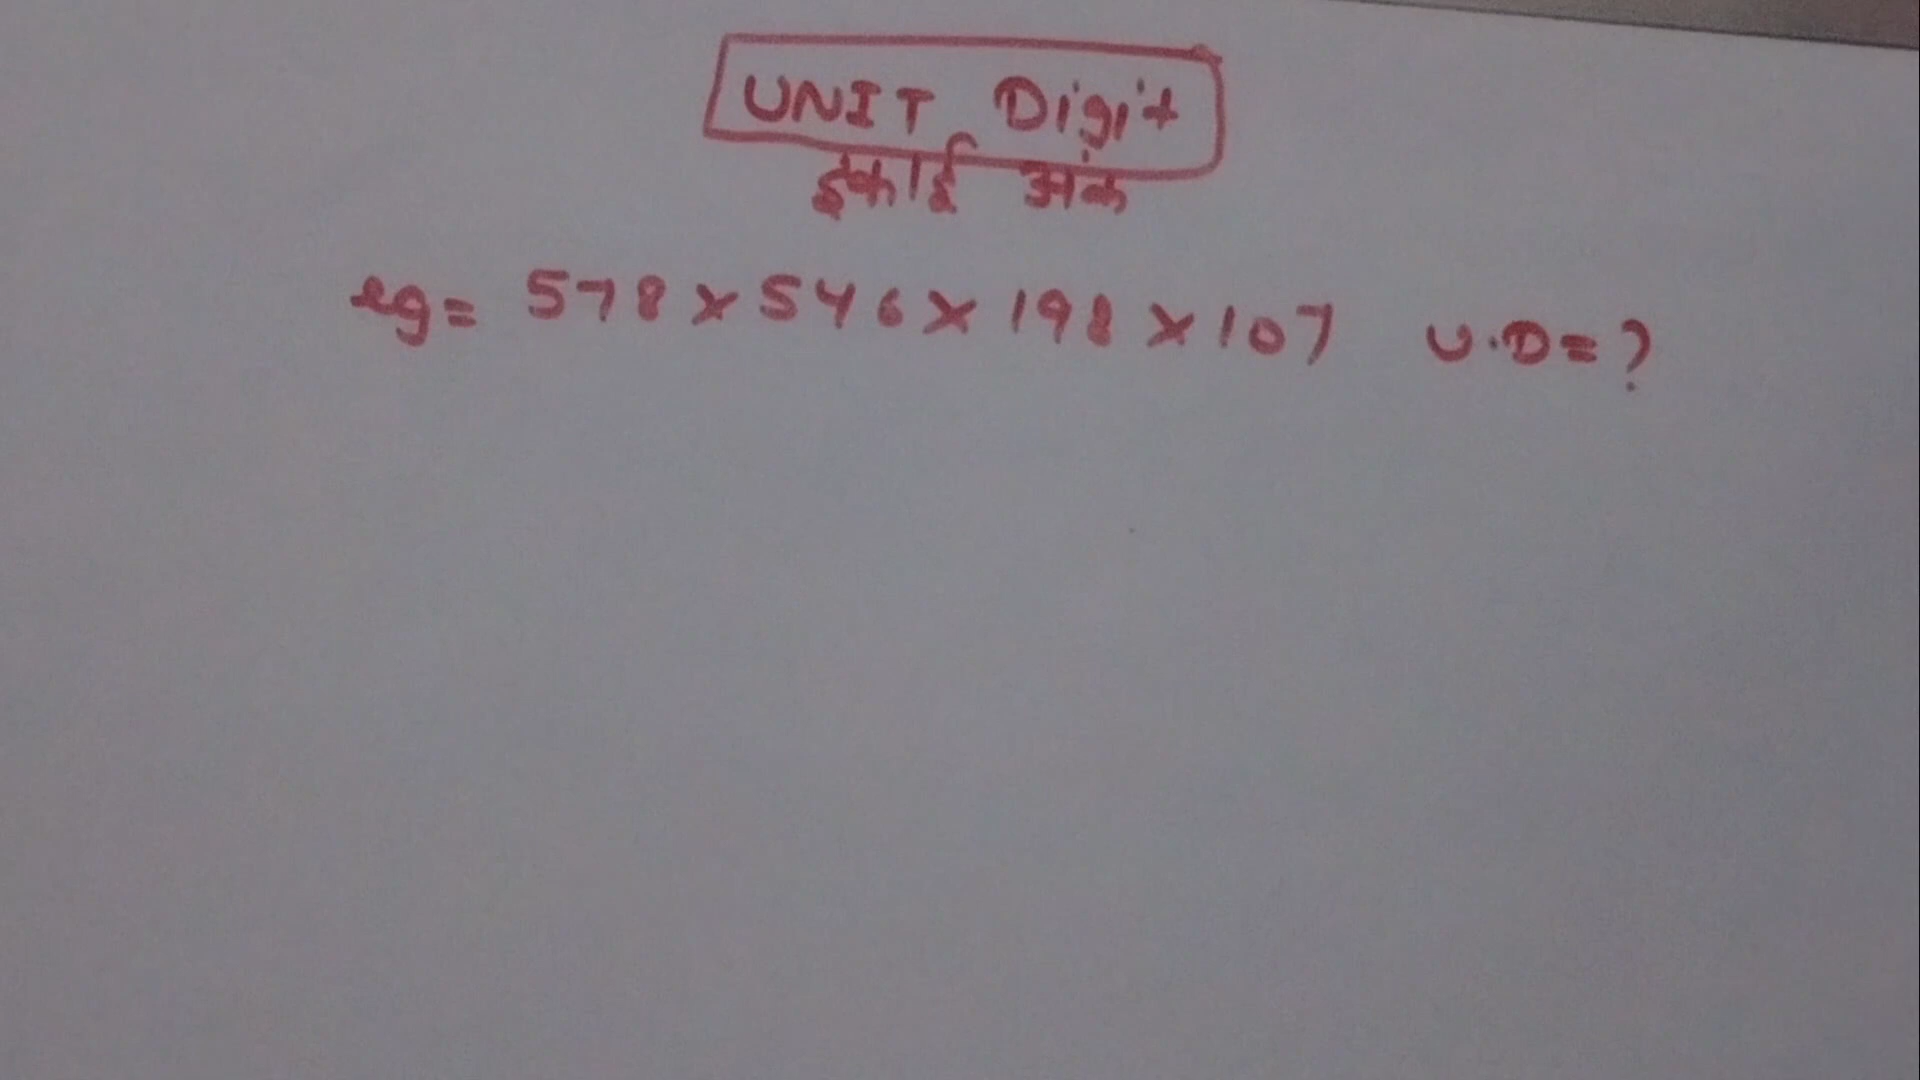 UNIT Digit
इकाई अंक
eg= 578 x 546 x 198 x 107 U.D = ?